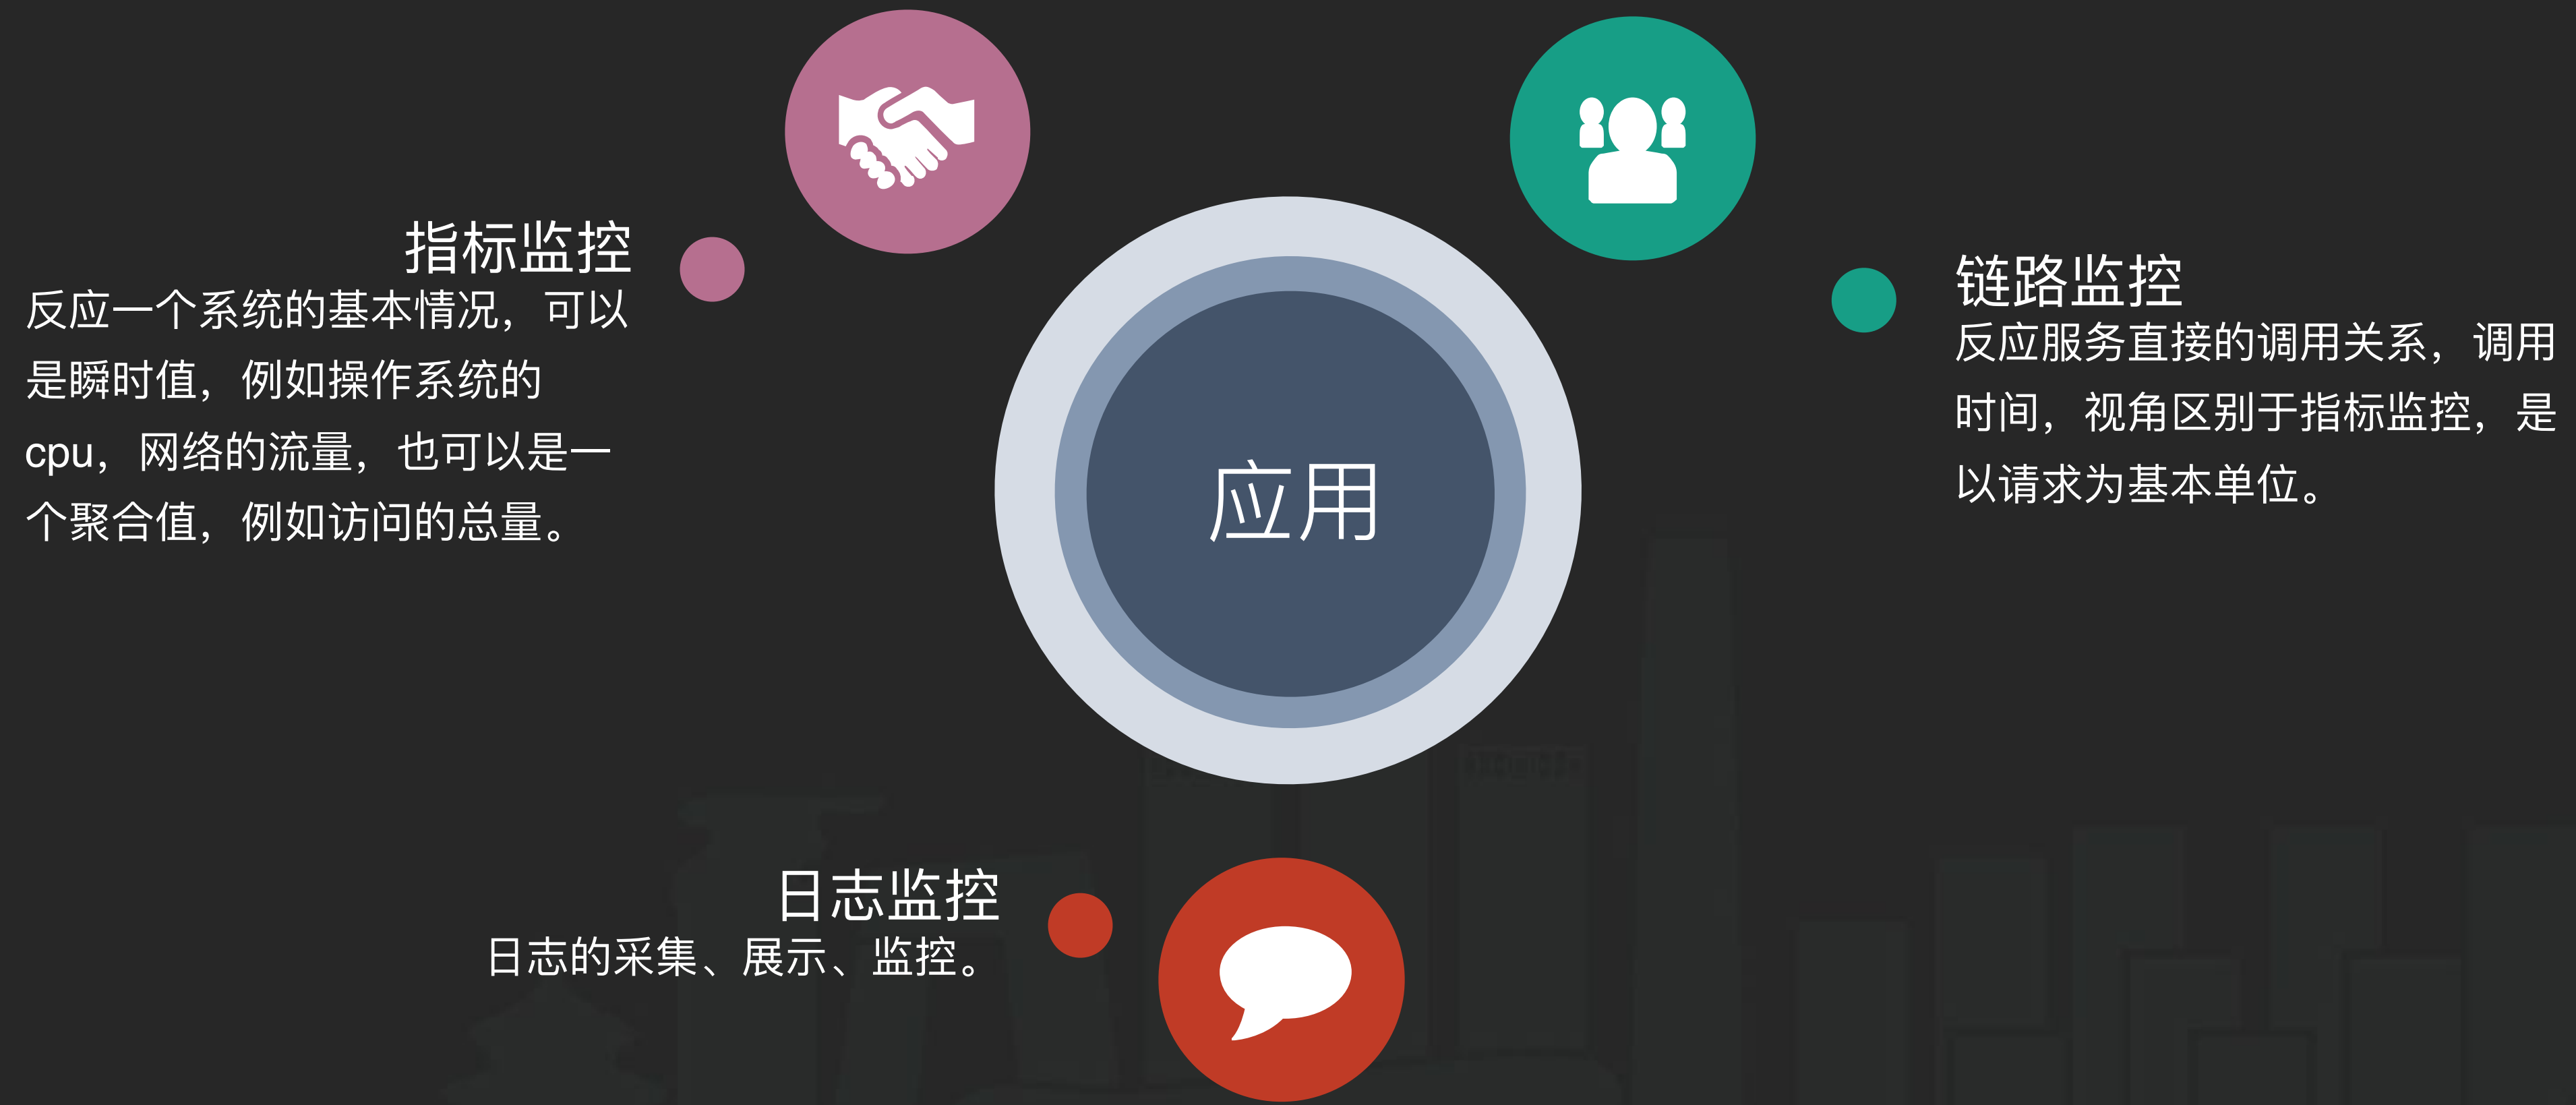 指标监控
反应一个系统的基本情况，可以
是瞬时值，例如操作系统的
cpu，网络的流量，也可以是一
个聚合值，例如访问的总量。
应用
链路监控
反应服务直接的调用关系，调用
时间，视角区别于指标监控，是
以请求为基本单位。
日志监控
日志的采集、展示、监控。